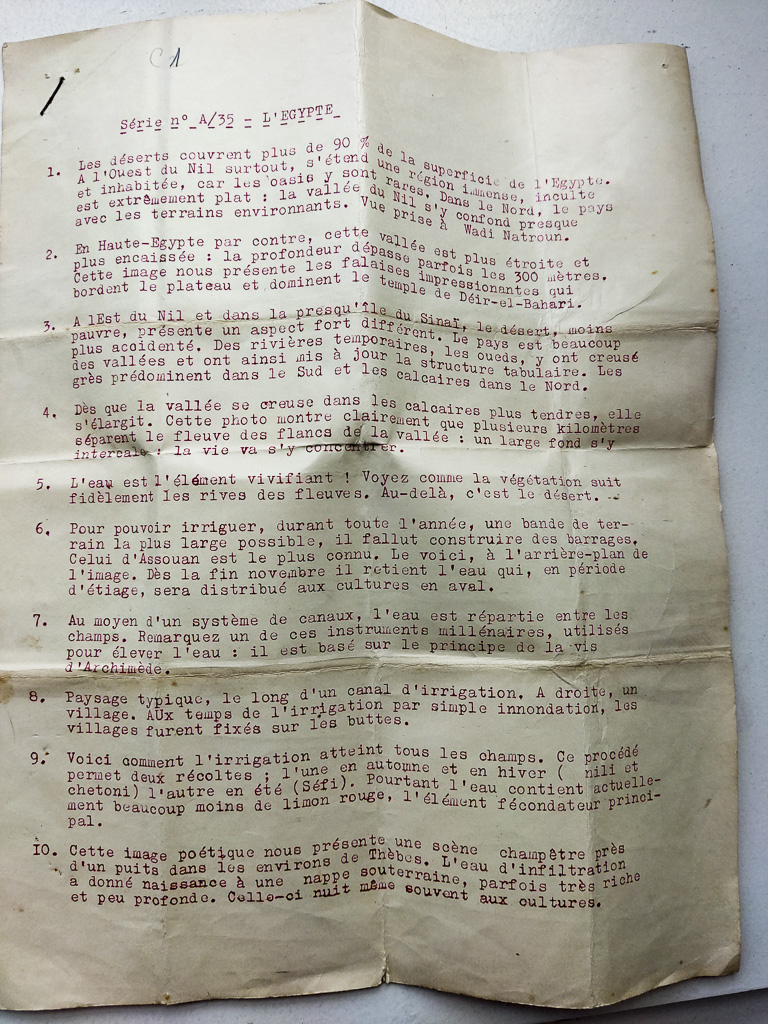 C1
Série n° A/35 - L'EGYPTE
1. Les déserts couvrent plus de 90 % de la superficie de l'Egypte.
A l'Ouest du Nil surtout, s'étend une région immense, inculte
et inhabitée, car les oasis y sont rares. Dans le Nord, le pays
est extrêmement plat : la vallée du Nil s'y confond presque
avec les terrains environnants. Vue prise à Wadi Natroun.
2. En Haute-Egypte par contre, cette vallée est plus étroite et
plus encaissée : la profondeur dépasse parfois les 300 mètres.
Cette image nous présente les falaises impressionantes qui
bordent le plateau et dominent le temple de Déir-el-Bahari.
3. A lEst du Nil et dans la presqu'île du Sinaï, le désert, moins
pauvre, présente un aspect fort différent. Le pays est beaucoup
plus accidenté. Des rivières temporaires, les oueds, y ont creusé
des vallées et ont ainsi mis à jour la structure tabulaire. Les
grès prédominent dans le Sud et les calcaires dans le Nord.
4. Dès que la vallée se creuse dans les calcaires plus tendres, elle
s'élargit. Cette photo montre clairement que plusieurs kilomètres
séparent le fleuve des flancs de la vallée : un large fond s'y
intercale : la vie va s'y concentrer.
5. L'eau est l'élément vivifiant ! Voyez comme la végétation suit
fidèlement les rives des fleuves. Au-delà, c'est le désert.
6. Pour pouvoir irriguer, durant toute l'année, une bande de ter-
rain la plus large possible, il fallut construire des barrages.
Celui d'Assouan est le plus connu. Le voici, à l'arrière-plan de
l'image. Dès la fin novembre il retient l'eau qui, en période
d'étiage, sera distribué aux cultures en aval.
7. Au moyen d'un système de canaux, l'eau est répartie entre les
champs. Remarquez un de ces instruments millénaires, utilisés
pour élever l'eau : il est basé sur le principe de la vis
d'Archimède.
8. Paysage typique, le long d'un canal d'irrigation. A droite, un
village. AUx temps de l'irrigation par simple innondation, les
villages furent fixés sur les buttes.
9. Voici comment l'irrigation atteint tous les champs. Ce procédé
permet deux récoltes ; l'une en automne et en hiver ( nili et
chetoni) l'autre en été (Séfi). Pourtant l'eau contient actuelle-
ment beaucoup moins de limon rouge, l'élément fécondateur princi-
pal.
IO. Cette image poétique nous présente une scène champêtre près
d'un puits dans les environs de Thèbes. L'eau d'infiltration
a donné naissance à une nappe souterraine, parfois très riche
et peu profonde. Celle-ci nuit même souvent aux cultures.